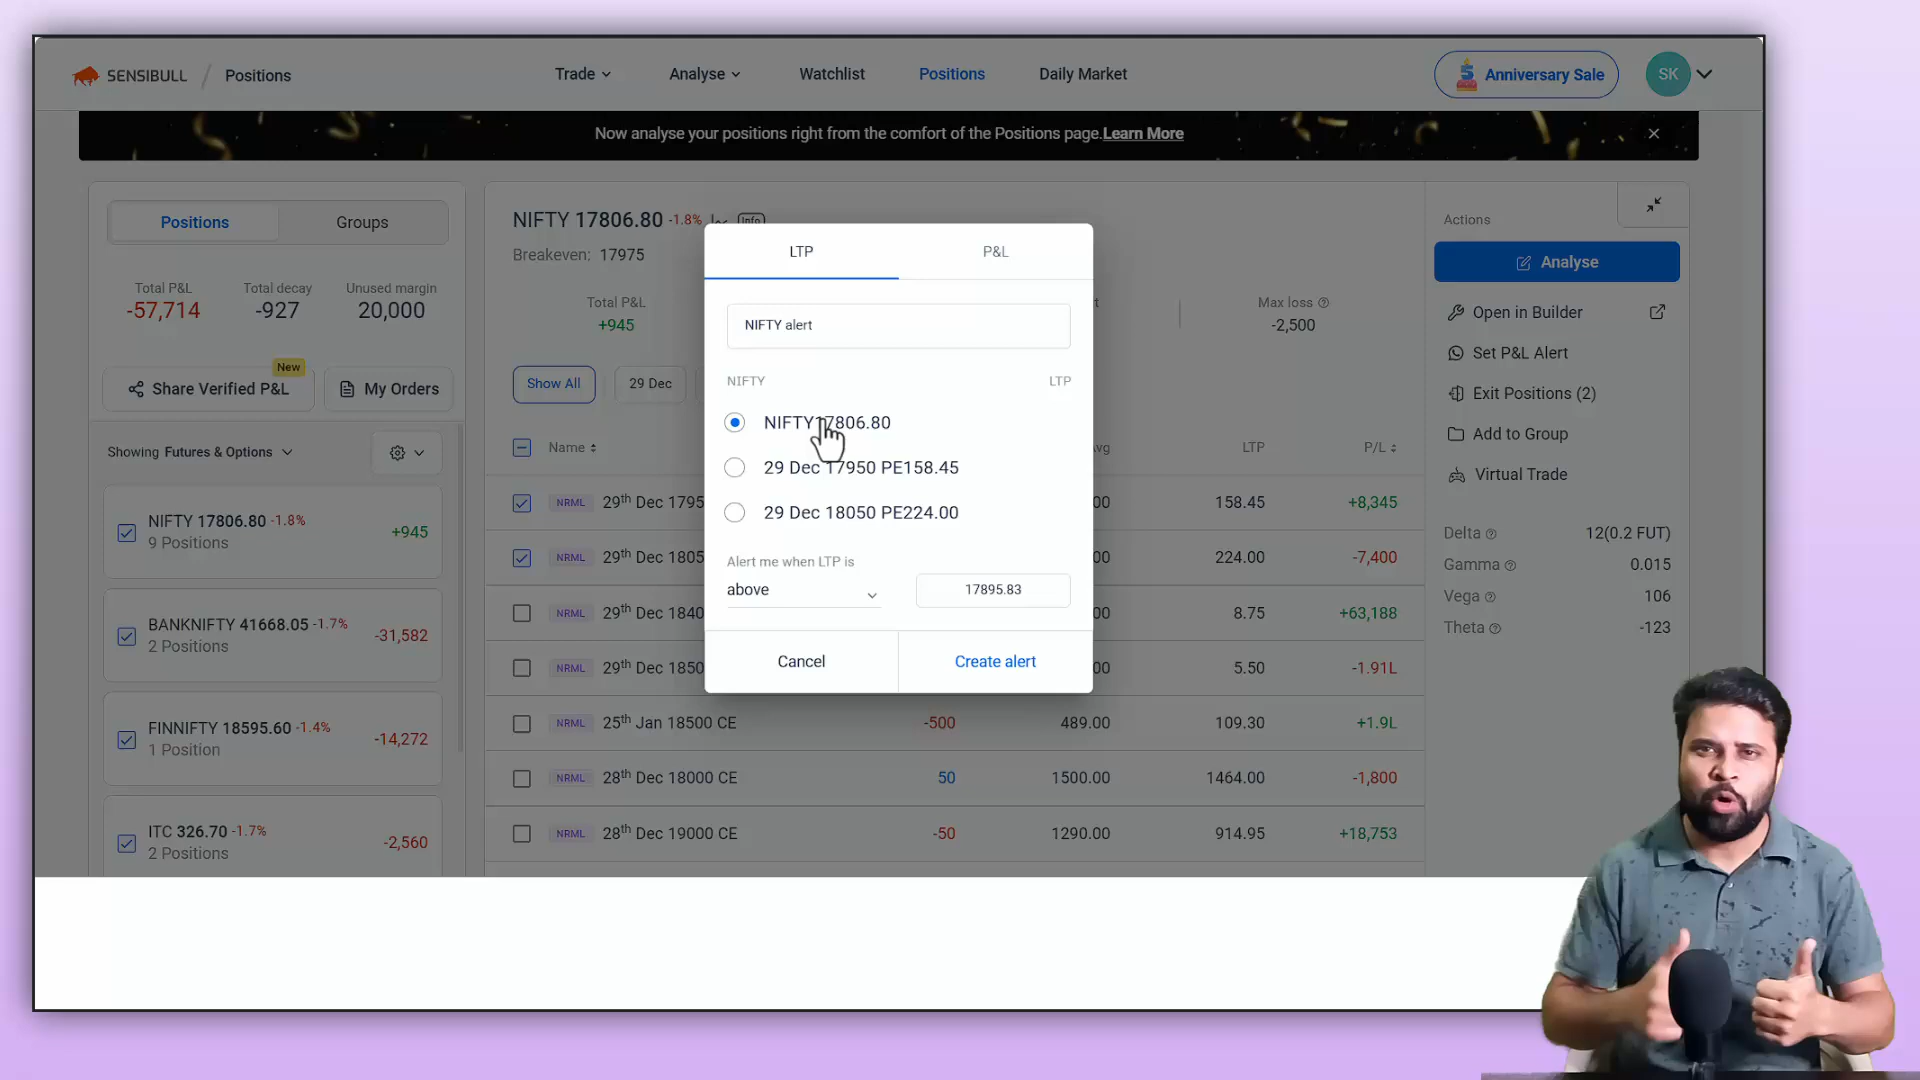 SENSIBULL / Positions
Trade
Analyse
Watchlist
Positions
Daily Market
5 Anniversary Sale
SK
Now analyse your positions right from the comfort of the Positions page.Learn More
Positions
Groups
Total P&L
-57,714
Total decay
-927
Unused margin
20,000
New
Share Verified P&L
My Orders
Showing Futures & Options
NIFTY 17806.80 -1.8%
9 Positions
+945
BANKNIFTY 41668.05 -1.7%
2 Positions
-31,582
FINNIFTY 18595.60 -1.4%
1 Position
-14,272
ITC 326.70 -1.7%
2 Positions
-2,560
NIFTY 17806.80 -1.8% Info
Breakeven: 17975
Total P&L
+945
Max loss
-2,500
Show All
29 Dec
Name
LTP
P/L
NRML 29th Dec 1795
158.45
+8,345
NRML 29th Dec 1805
224.00
-7,400
NRML 29th Dec 1840
8.75
+63,188
NRML 29th Dec 1850
5.50
-1.91L
NRML 25th Jan 18500 CE
-500
489.00
109.30
+1.9L
NRML 28th Dec 18000 CE
50
1500.00
1464.00
-1,800
NRML 28th Dec 19000 CE
-50
1290.00
914.95
+18,753
LTP
P&L
NIFTY alert
NIFTY
LTP
NIFTY17806.80
29 Dec 17950 PE158.45
29 Dec 18050 PE224.00
Alert me when LTP is
above
17895.83
Cancel
Create alert
Actions
Analyse
Open in Builder
Set P&L Alert
Exit Positions (2)
Add to Group
Virtual Trade
Delta
12(0.2 FUT)
Gamma
0.015
Vega
106
Theta
-123